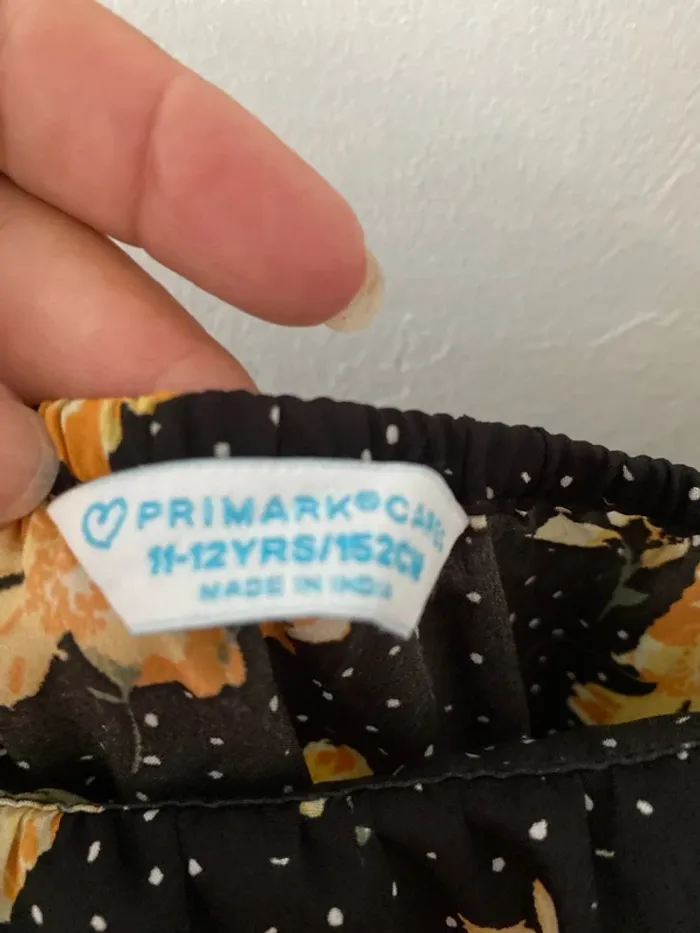 PRIMARK® CARES
11-12YRS/152CM
MADE IN INDIA